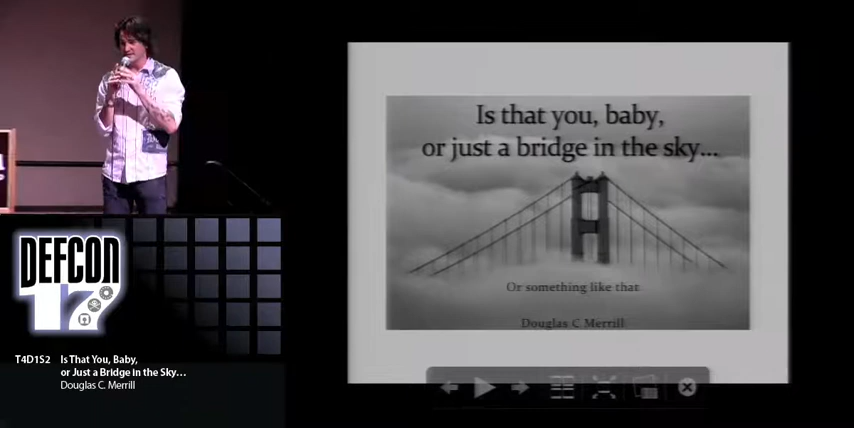 Is that you, baby,
or just a bridge in the sky...
Or something like that
Douglas C Merrill
DEFCON
17
T4D1S2 Is That You, Baby,
or Just a Bridge in the Sky...
Douglas C. Merrill